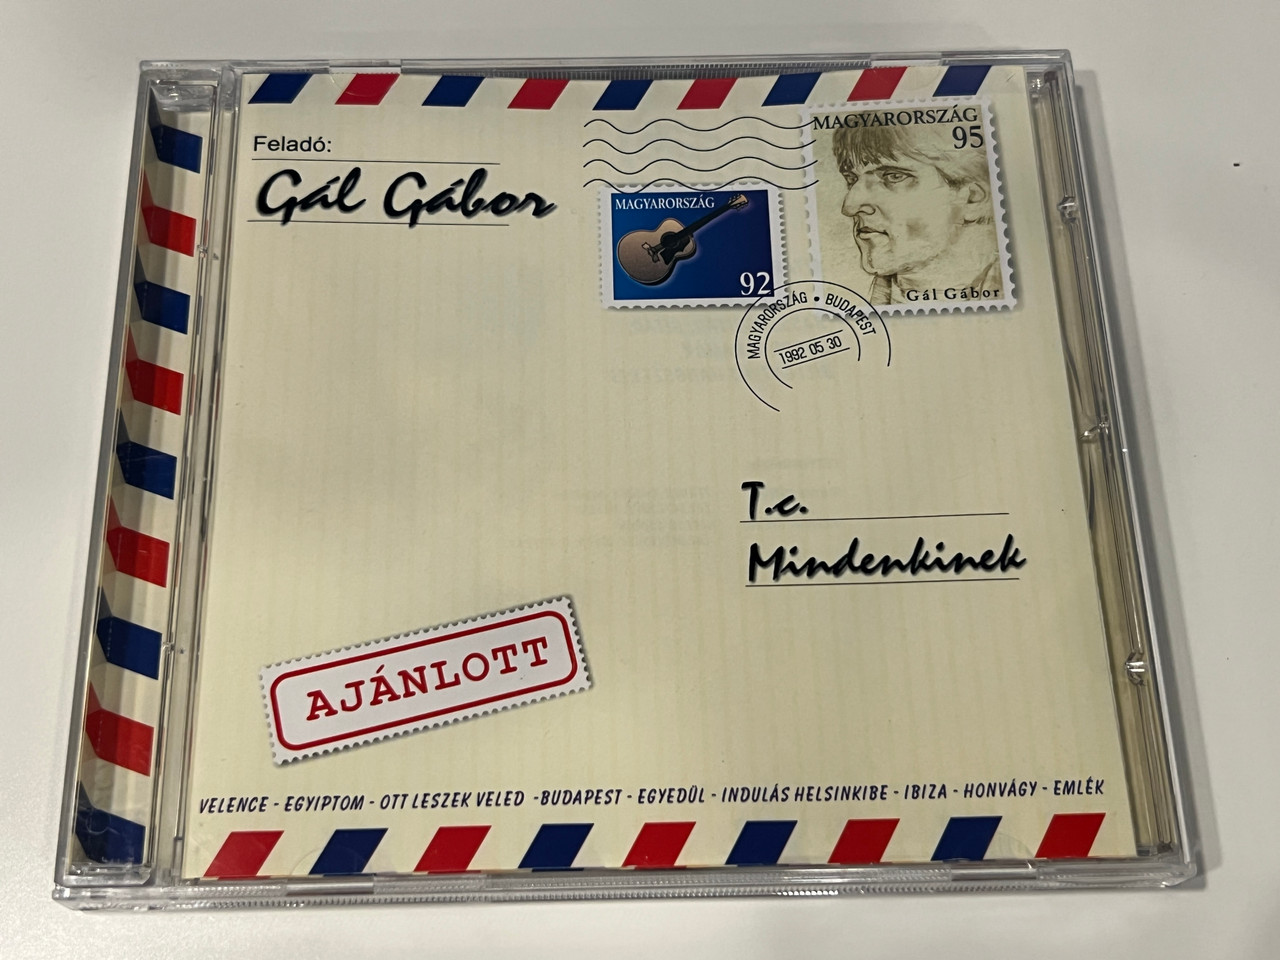 Feladó:
Gál Gábor
MAGYARORSZÁG
95
Gál Gábor
MAGYARORSZÁG
92
MAGYARORSZÁG • BUDAPEST
1992 05 30
T.c.
Mindenkinek
AJÁNLOTT
VELENCE - EGYIPTOM - OTT LESZEK VELED -BUDAPEST - EGYEDÜL - INDULÁS HELSINKIBE - IBIZA - HONVÁGY - EMLÉK